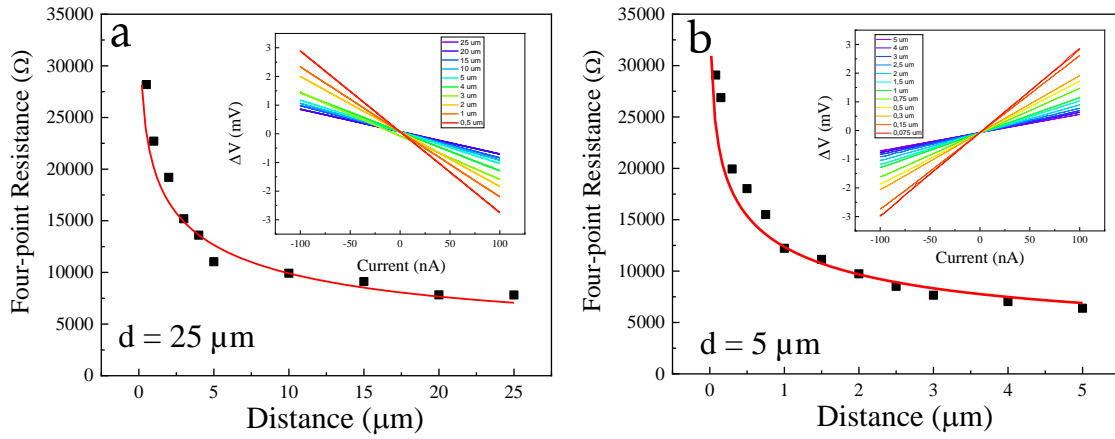 a
35000
30000
25000
20000
15000
10000
5000
0
Four-point Resistance (Ω)
0
5
10
15
20
25
Distance (μm)
d = 25 μm
3
2
1
0
-1
-2
-3
ΔV (mV)
-100
-50
0
50
100
Current (nA)
25 um
20 um
15 um
10 um
5 um
4 um
3 um
2 um
1 um
0,5 um
b
35000
30000
25000
20000
15000
10000
5000
0
Four-point Resistance (Ω)
0
1
2
3
4
5
Distance (μm)
d = 5 μm
3
2
1
0
-1
-2
-3
ΔV (mV)
-100
-50
0
50
100
Current (nA)
5 um
4 um
3 um
2,5 um
2 um
1,5 um
1 um
0,75 um
0,5 um
0,3 um
0,15 um
0,075 um